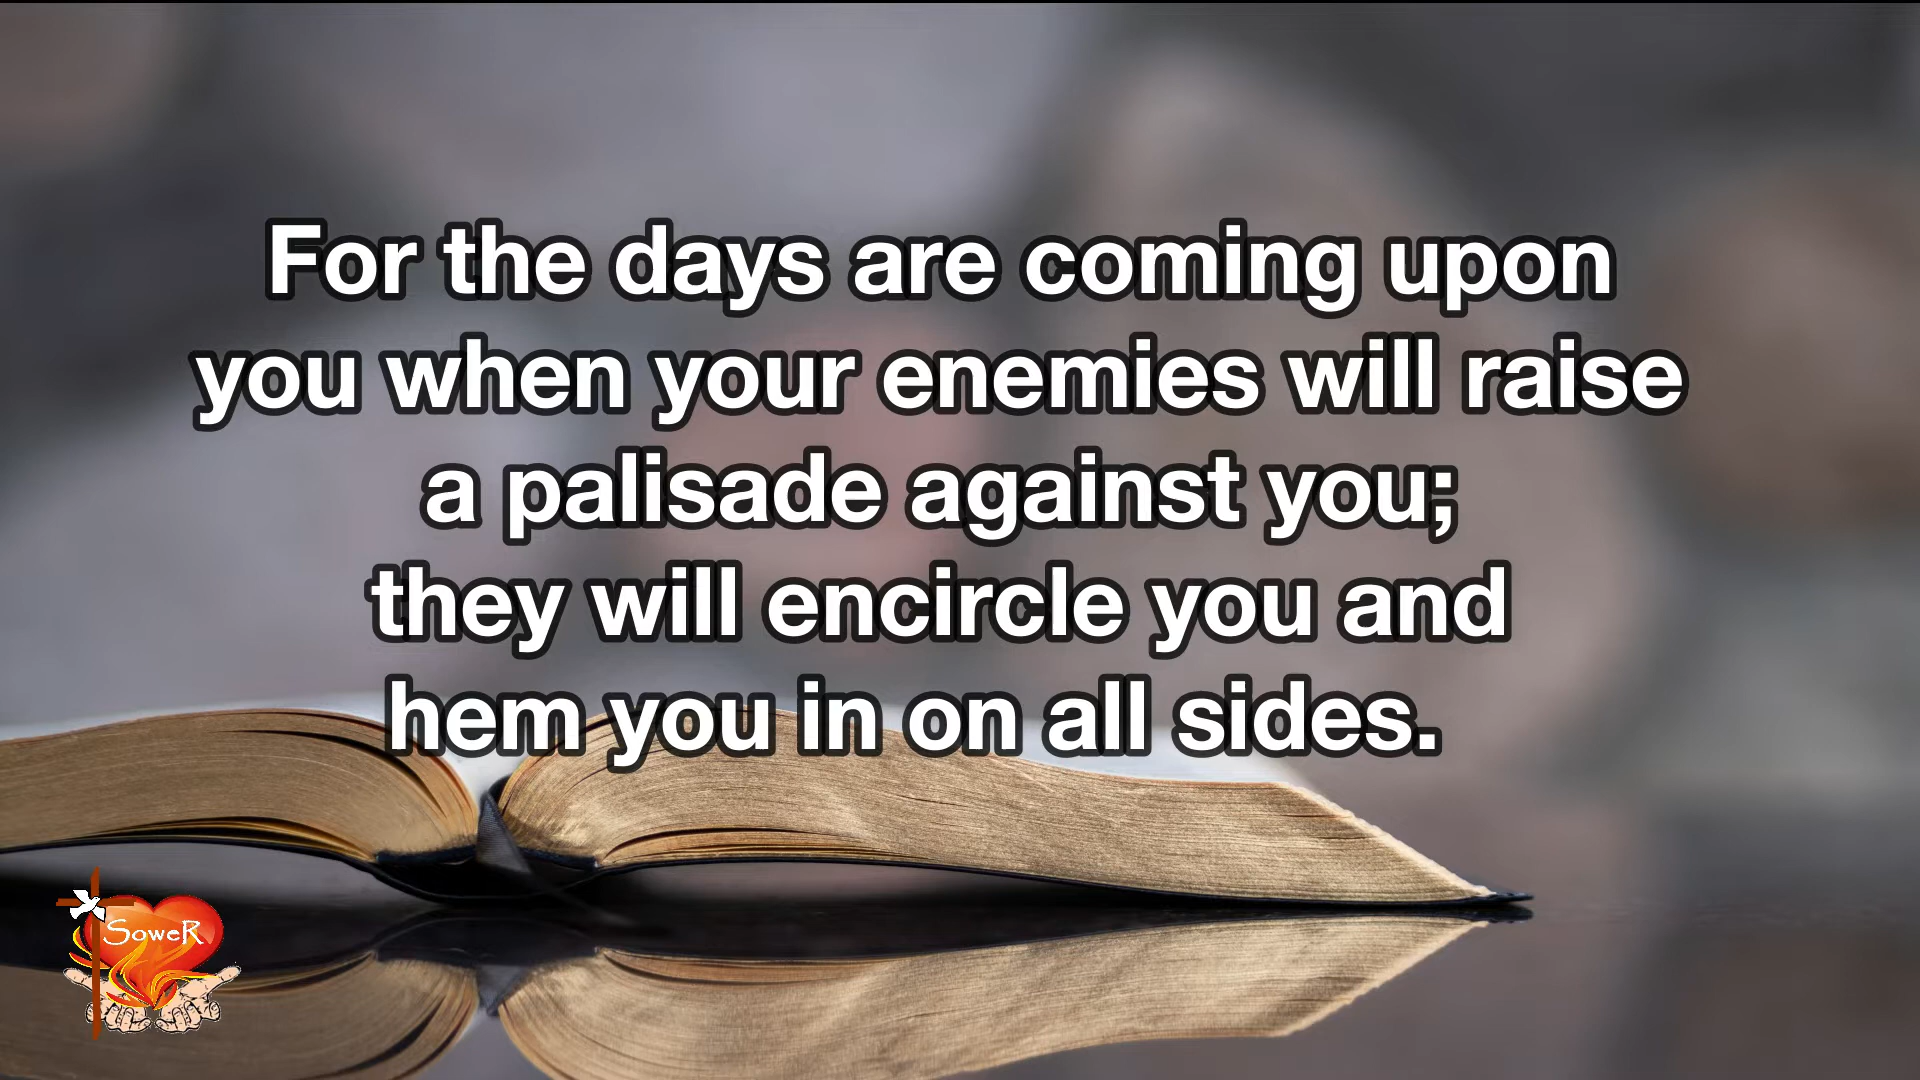 For the days are coming upon
you when your enemies will raise
a palisade against you;
they will encircle you and
hem you in on all sides.
SoweR